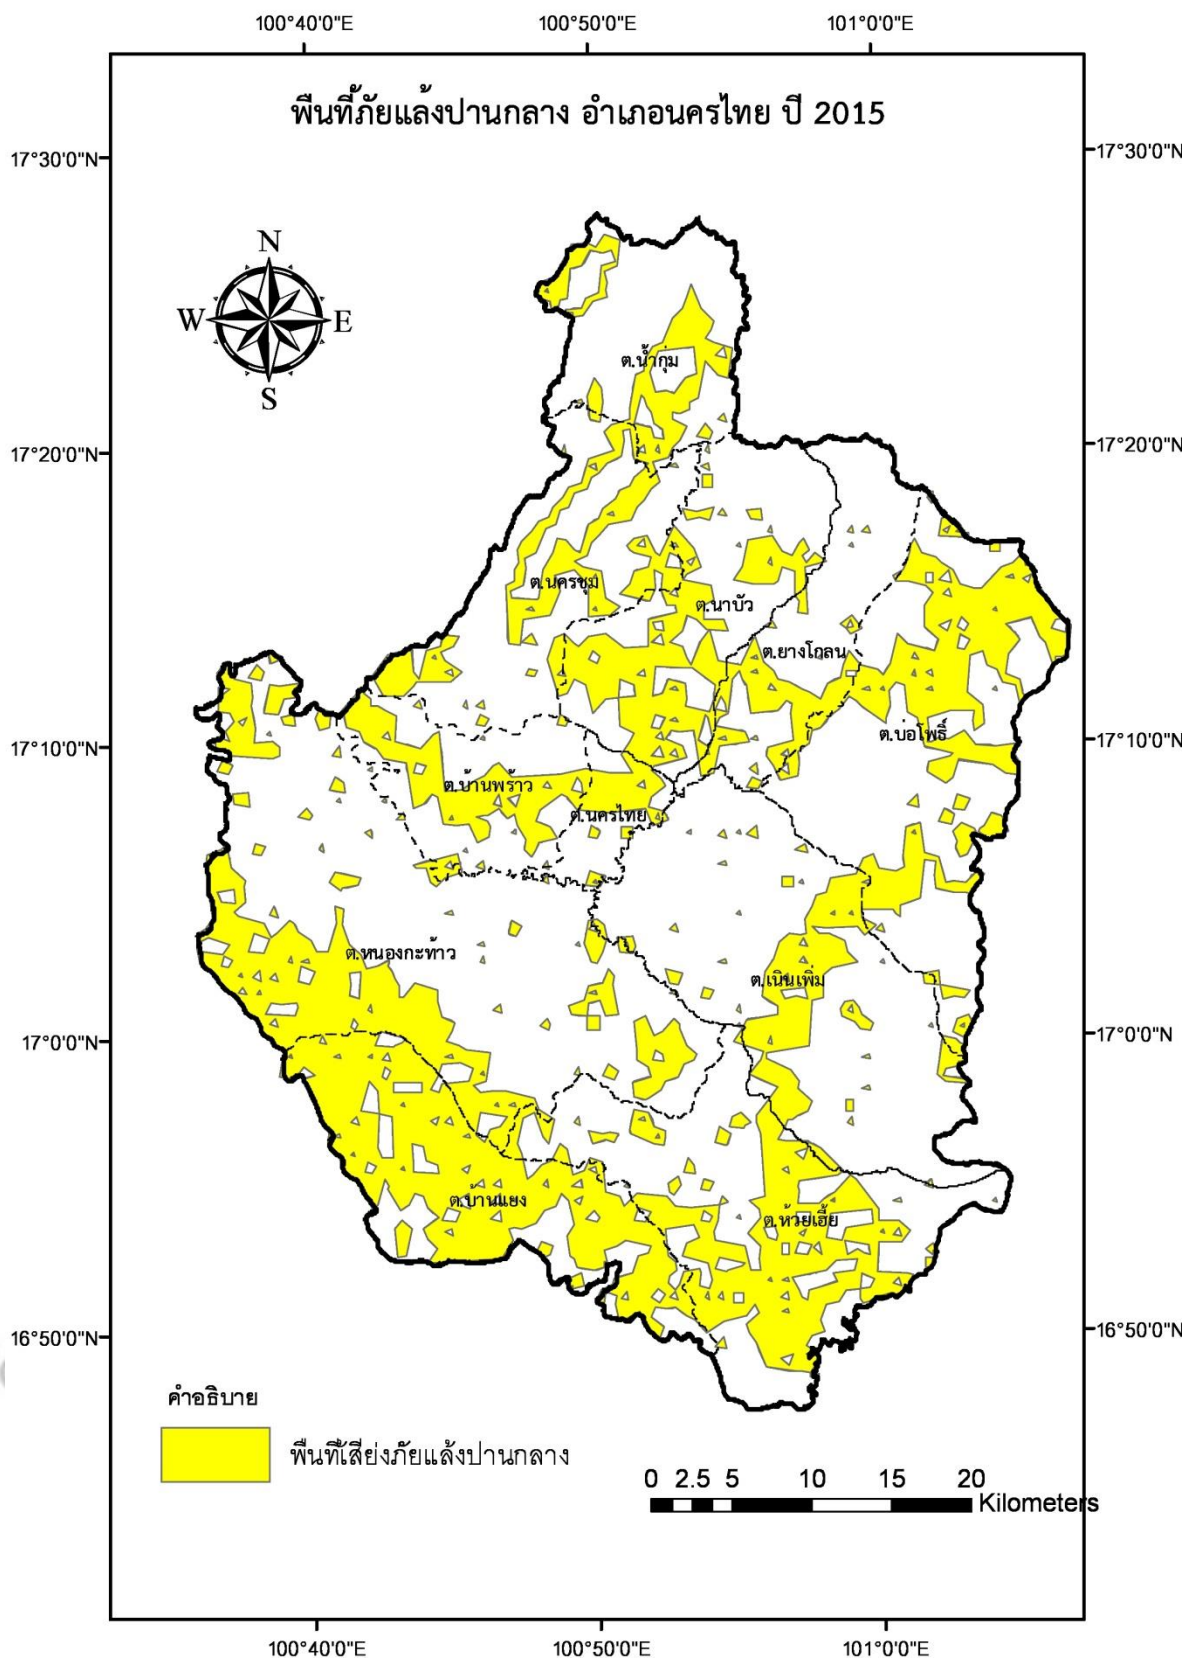 100°40'0"E 100°50'0"E 101°0'0"E
พื้นที่ภัยแล้งปานกลาง อำเภอนครไทย ปี 2015
17°30'0"N 17°30'0"N
N
W E
S
ต.น้ำกุ่ม
17°20'0"N 17°20'0"N
ต.นครชุม
ต.นาบัว
ต.ยางโกลน
ต.บ่อโพธิ์
17°10'0"N 17°10'0"N
ต.บ้านพร้าว
ต.นครไทย
ต.หนองกะท้าว
ต.เนินเพิ่ม
17°0'0"N 17°0'0"N
ต.บ้านแยง
ต.ห้วยเฮี้ย
16°50'0"N 16°50'0"N
คำอธิบาย
พื้นที่เสี่ยงภัยแล้งปานกลาง
0 2.5 5 10 15 20
Kilometers
100°40'0"E 100°50'0"E 101°0'0"E